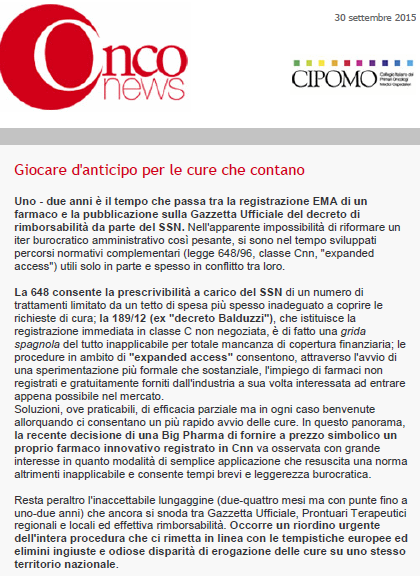 30 settembre 2015
Onco
news
CIPOMO
Collegio Italiano dei
Primari Oncologi
Medici Ospedalieri
Giocare d'anticipo per le cure che contano
Uno - due anni è il tempo che passa tra la registrazione EMA di un
farmaco e la pubblicazione sulla Gazzetta Ufficiale del decreto di
rimborsabilità da parte del SSN. Nell'apparente impossibilità di riformare un
iter burocratico amministrativo così pesante, si sono nel tempo sviluppati
percorsi normativi complementari (legge 648/96, classe Cnn, "expanded
access") utili solo in parte e spesso in conflitto tra loro.
La 648 consente la prescrivibilità a carico del SSN di un numero di
trattamenti limitato da un tetto di spesa più spesso inadeguato a coprire le
richieste di cura; la 189/12 (ex "decreto Balduzzi"), che istituisce la
registrazione immediata in classe C non negoziata, è di fatto una grida
spagnola del tutto inapplicabile per totale mancanza di copertura finanziaria; le
procedure in ambito di "expanded access" consentono, attraverso l'avvio di
una sperimentazione più formale che sostanziale, l'impiego di farmaci non
registrati e gratuitamente forniti dall'industria a sua volta interessata ad entrare
appena possibile nel mercato.
Soluzioni, ove praticabili, di efficacia parziale ma in ogni caso benvenute
allorquando ci consentano un più rapido avvio delle cure. In questo panorama,
la recente decisione di una Big Pharma di fornire a prezzo simbolico un
proprio farmaco innovativo registrato in Cnn va osservata con grande
interesse in quanto modalità di semplice applicazione che resuscita una norma
altrimenti inapplicabile e consente tempi brevi e leggerezza burocratica.
Resta peraltro l'inaccettabile lungaggine (due-quattro mesi ma con punte fino a
uno-due anni) che ancora si snoda tra Gazzetta Ufficiale, Prontuari Terapeutici
regionali e locali ed effettiva rimborsabilità. Occorre un riordino urgente
dell'intera procedura che ci rimetta in linea con le tempistiche europee ed
elimini ingiuste e odiose disparità di erogazione delle cure su uno stesso
territorio nazionale.